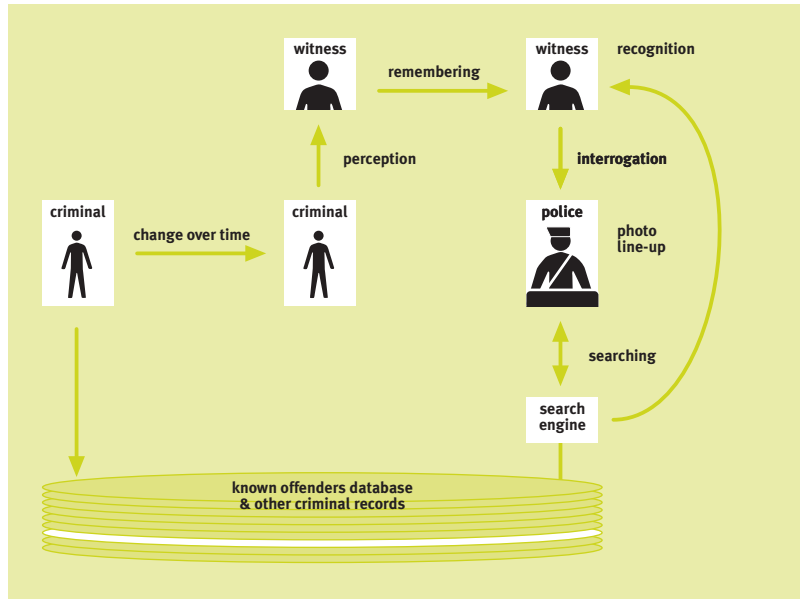 witness
remembering
witness
recognition
perception
interrogation
criminal
change over time
criminal
police
photo
line-up
searching
search
engine
known offenders database
& other criminal records